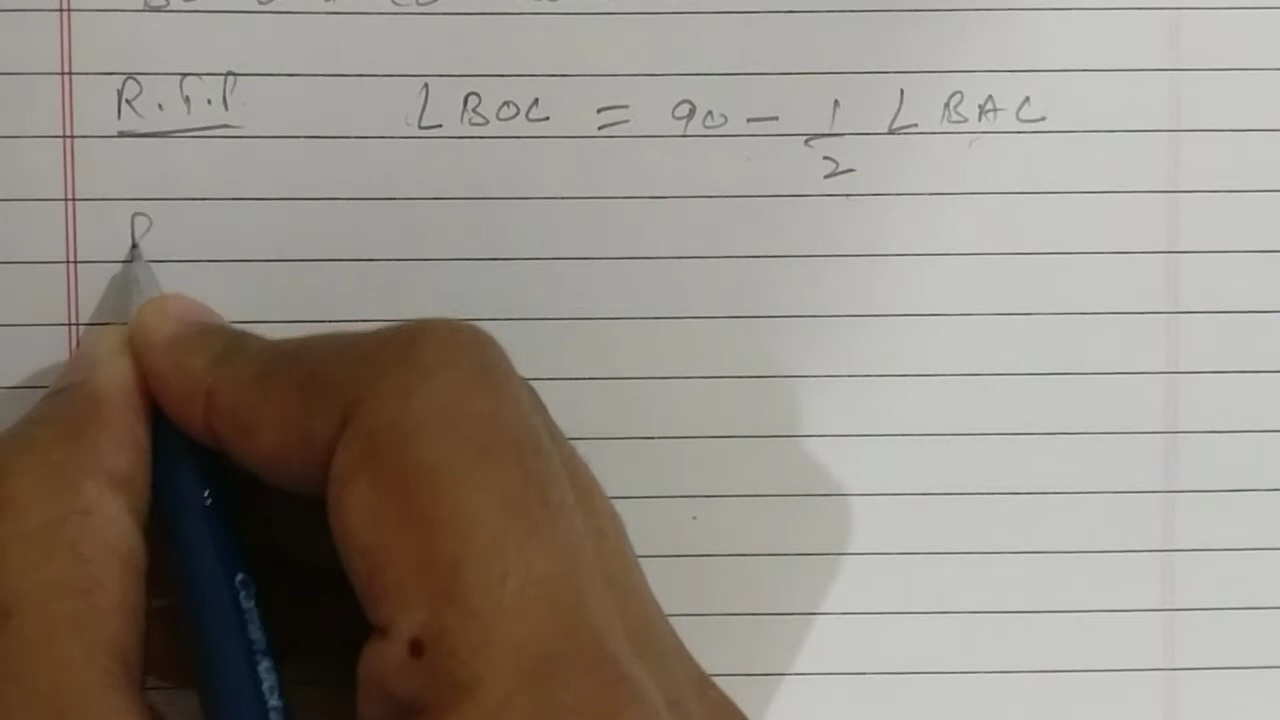 R.T.P ∠BOC = 90 - 1/2 ∠BAC
P